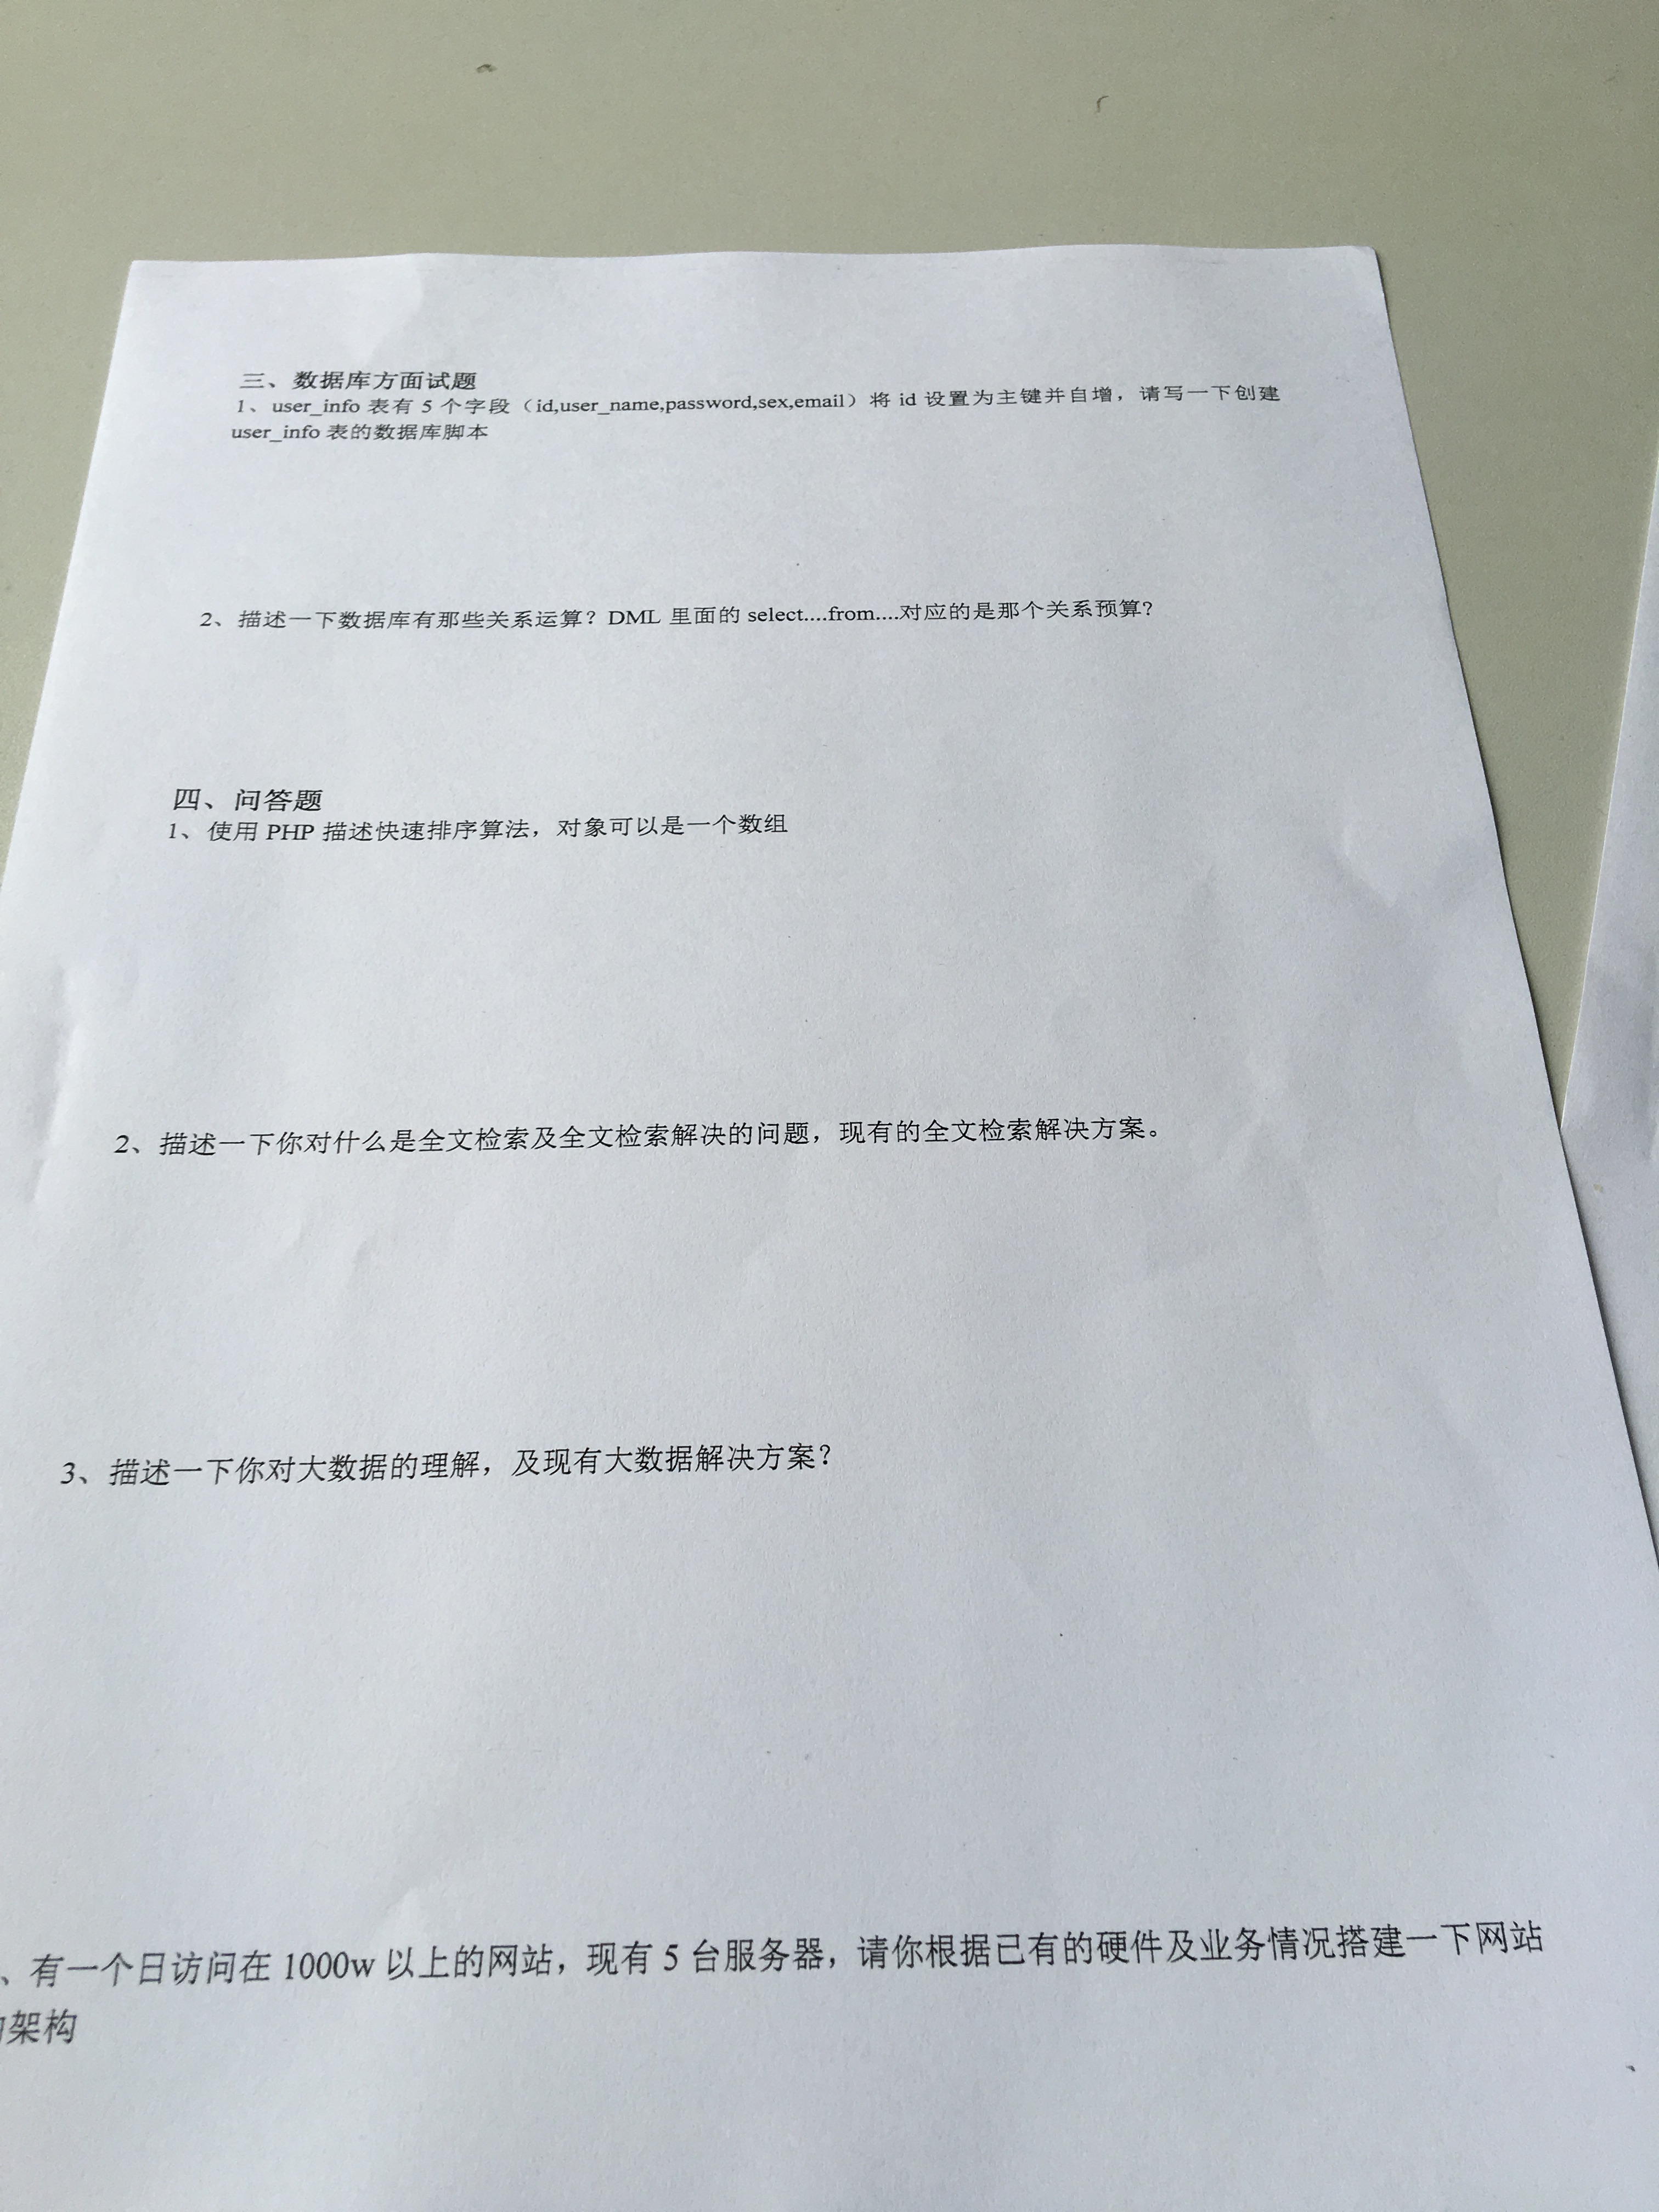 三、数据库方面试题
1、user_info 表有 5 个字段（id,user_name,password,sex,email）将 id 设置为主键并自增，请写一下创建
user_info 表的数据库脚本
2、描述一下数据库有那些关系运算？DML 里面的 select....from....对应的是那个关系预算?
四、问答题
1、使用 PHP 描述快速排序算法，对象可以是一个数组
2、描述一下你对什么是全文检索及全文检索解决的问题，现有的全文检索解决方案。
3、描述一下你对大数据的理解，及现有大数据解决方案?
、有一个日访问在 1000w 以上的网站，现有 5 台服务器，请你根据已有的硬件及业务情况搭建一下网站
架构